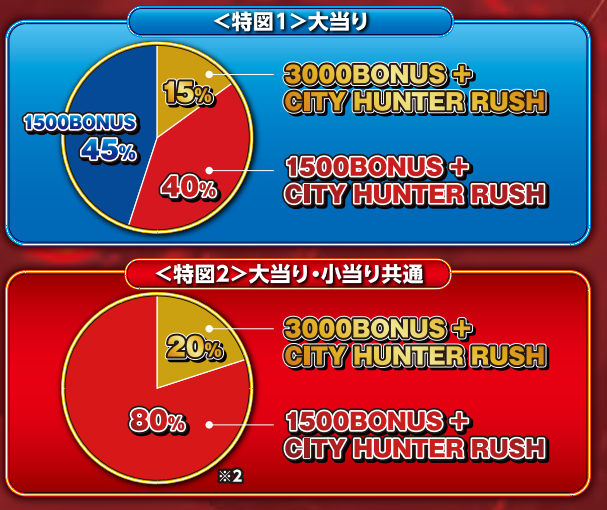 <特図1>大当り
15%
3000BONUS +
CITY HUNTER RUSH
1500BONUS
45%
40%
1500BONUS +
CITY HUNTER RUSH
<特図2>大当り・小当り共通
20%
3000BONUS +
CITY HUNTER RUSH
80%
1500BONUS +
CITY HUNTER RUSH
※2